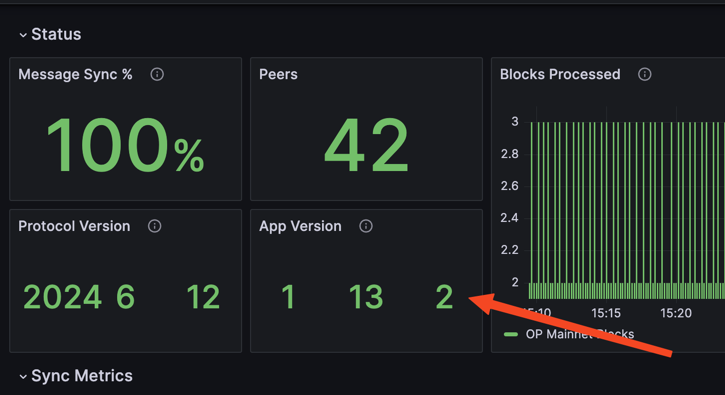 Status
Message Sync %
100%
Peers
42
Blocks Processed
3
2.8
2.6
2.4
2.2
2
15:10 15:15 15:20
OP Mainnet Blocks
Protocol Version
2024 6 12
App Version
1 13 2
Sync Metrics